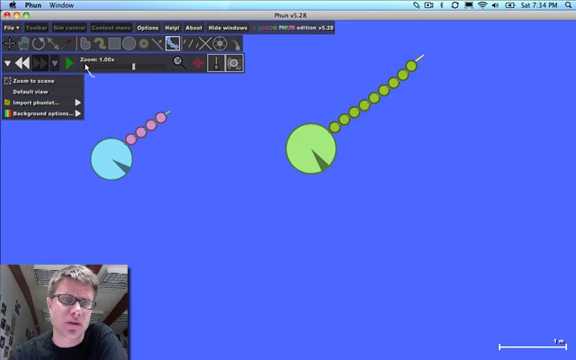 Phun Window Sat 7:34 PM
Phun v5.28
File Toolbar Sim control Context menu Options Help! About Hide windows edition v5.28
Zoom: 1.00x
Zoom to scene
Default view
Import phunlet...
Background options...
1 m